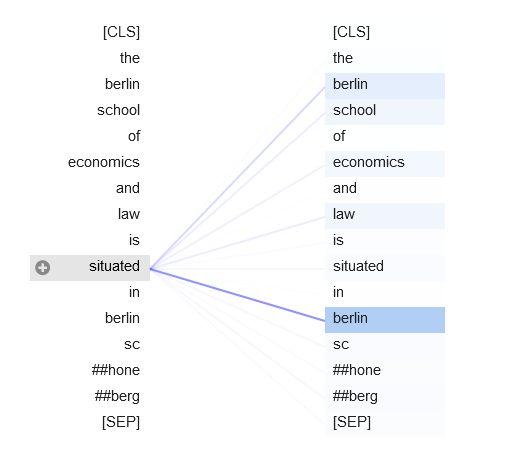 [CLS] [CLS]
the the
berlin berlin
school school
of of
economics economics
and and
law law
is is
situated situated
in in
berlin berlin
sc sc
##hone ##hone
##berg ##berg
[SEP] [SEP]